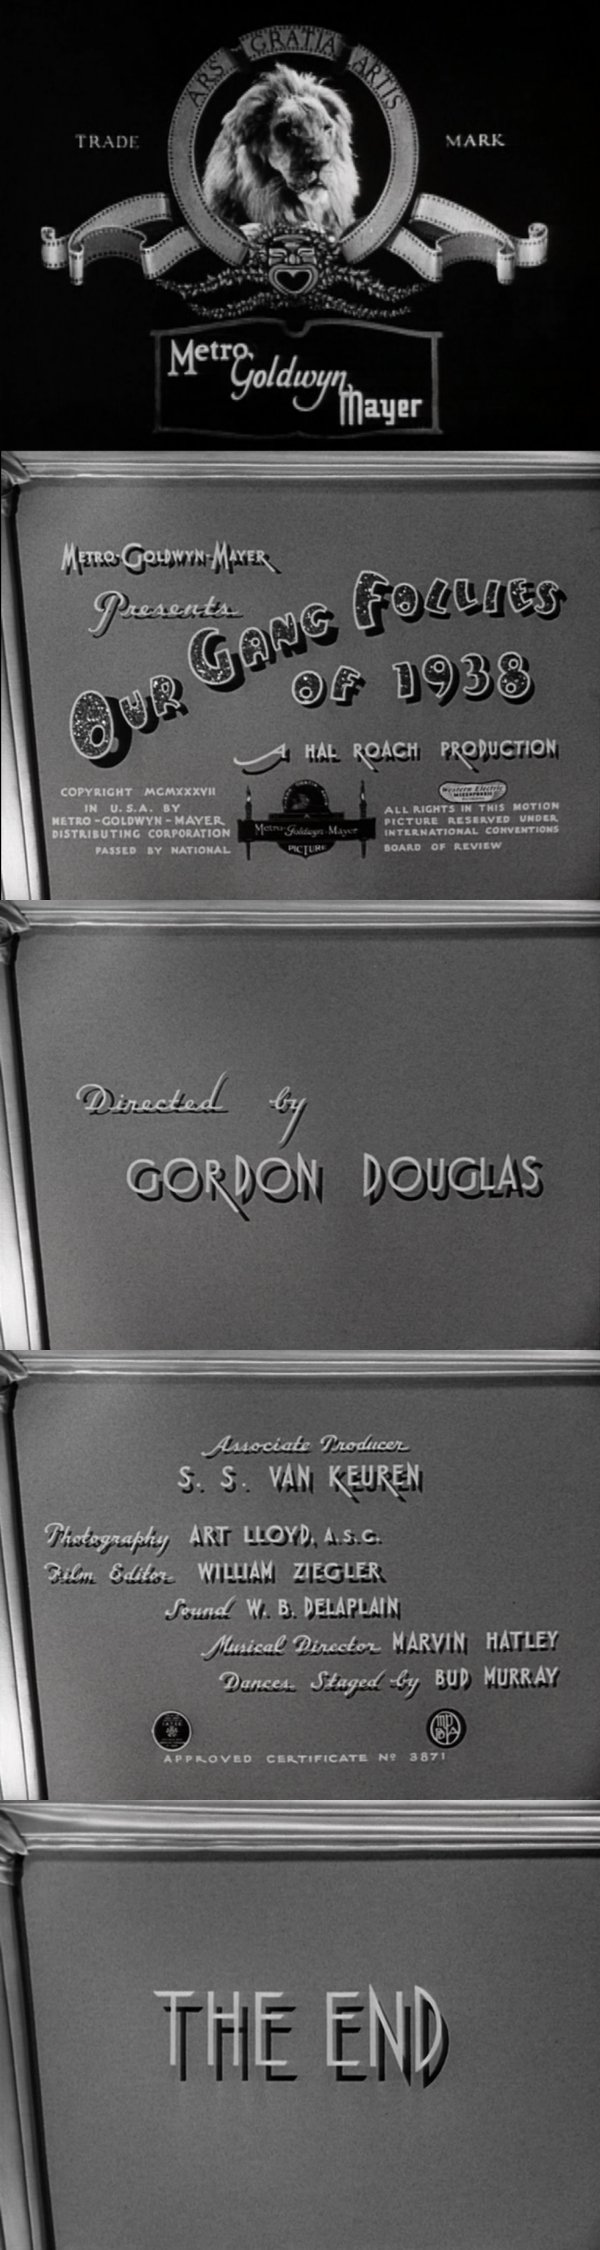 ARS GRATIA ARTIS
TRADE MARK
Metro
Goldwyn
Mayer
METRO-GOLDWYN-MAYER
Presents
OUR GANG FOLLIES
OF 1938
A HAL ROACH PRODUCTION
COPYRIGHT MCMXXXVII
IN U.S.A. BY
METRO-GOLDWYN-MAYER
DISTRIBUTING CORPORATION
PASSED BY NATIONAL
Metro-Goldwyn-Mayer
PICTURE
Western Electric
ALL RIGHTS IN THIS MOTION
PICTURE RESERVED UNDER
INTERNATIONAL CONVENTIONS
BOARD OF REVIEW
Directed by
GORDON DOUGLAS
Associate Producer
S. S. VAN KEUREN
Photography ART LLOYD, A.S.C.
Film Editor WILLIAM ZIEGLER
Sound W. B. DELAPLAIN
Musical Director MARVIN HATLEY
Dances Staged by BUD MURRAY
APPROVED CERTIFICATE Nº 3871
THE END